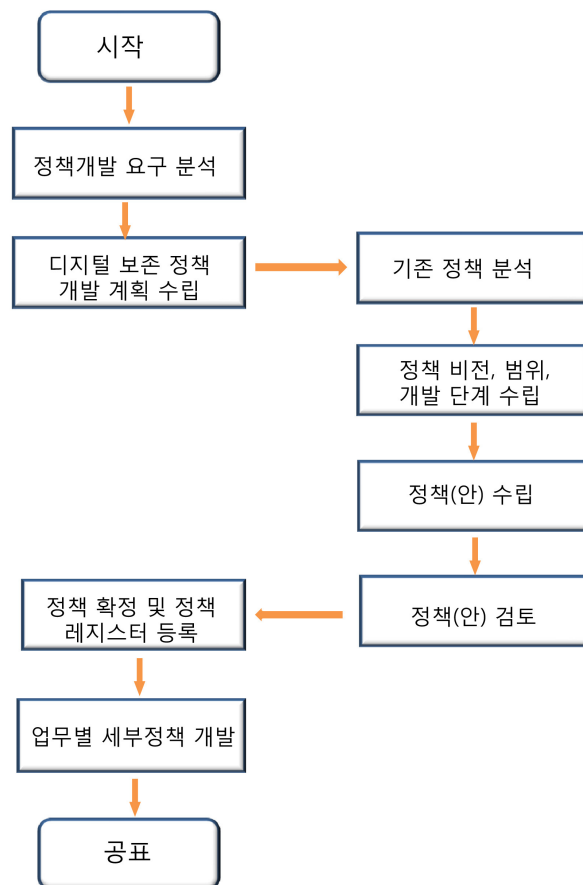 시작
정책개발 요구 분석
디지털 보존 정책
개발 계획 수립
기존 정책 분석
정책 비전, 범위,
개발 단계 수립
정책(안) 수립
정책(안) 검토
정책 확정 및 정책
레지스터 등록
업무별 세부정책 개발
공표